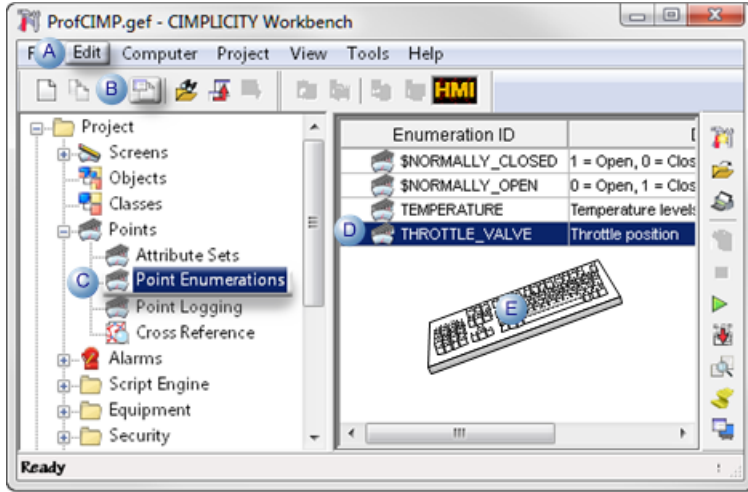 ProfCIMP.gef - CIMPLICITY Workbench
F A Edit Computer Project View Tools Help
B HMI
Project
Screens
Objects
Classes
Points
Attribute Sets
C Point Enumerations
Point Logging
Cross Reference
Alarms
Script Engine
Equipment
Security
Enumeration ID
$NORMALLY_CLOSED 1 = Open, 0 = Clos
$NORMALLY_OPEN 0 = Open, 1 = Clos
TEMPERATURE Temperature levels
D THROTTLE_VALVE Throttle position
E
Ready